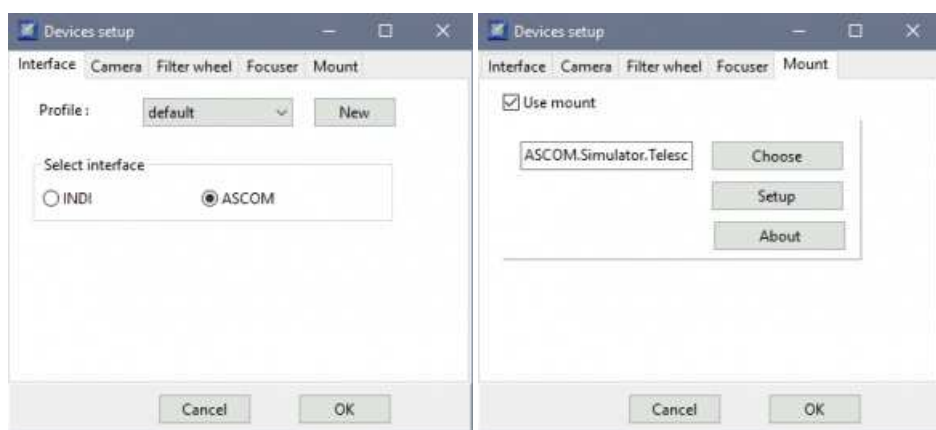 Devices setup
Interface Camera Filter wheel Focuser Mount
Profile :
default
New
Select interface
INDI
ASCOM
Cancel
OK
Devices setup
Interface Camera Filter wheel Focuser Mount
Use mount
ASCOM.Simulator.Telesc
Choose
Setup
About
Cancel
OK